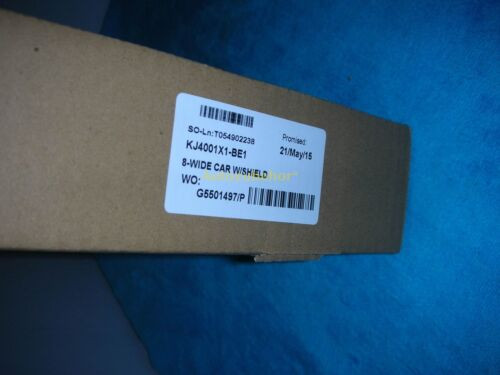 SO-Ln:T054902238
Promised:
KJ4001X1-BE1
21/May/15
8-WIDE CAR W/SHIELD
WO:
G5501497/P